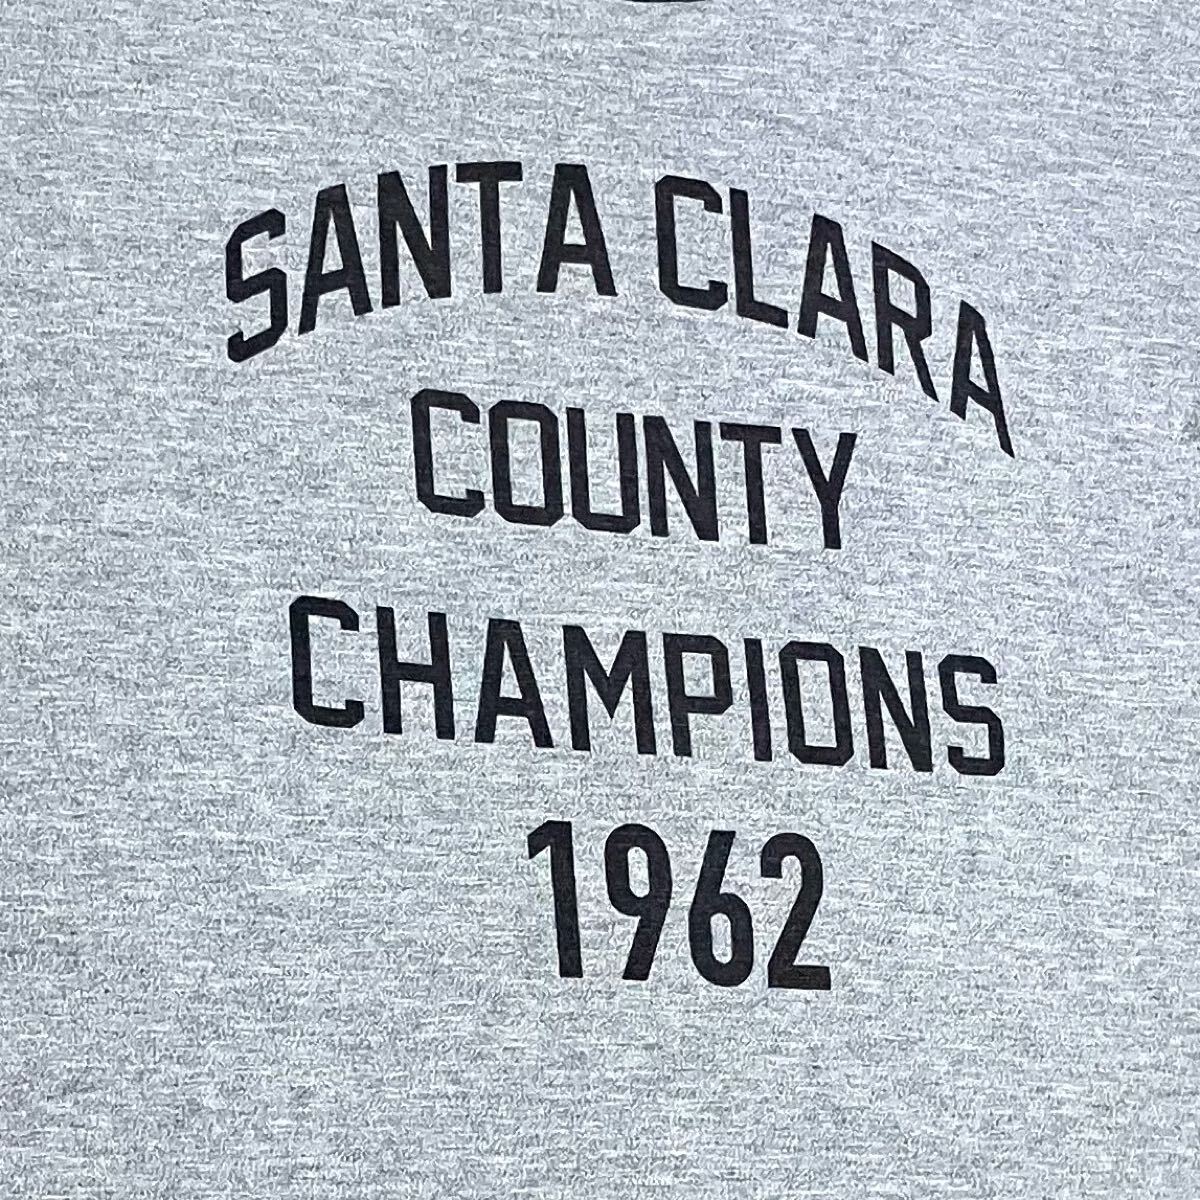 SANTA CLARA
COUNTY
CHAMPIONS
1962